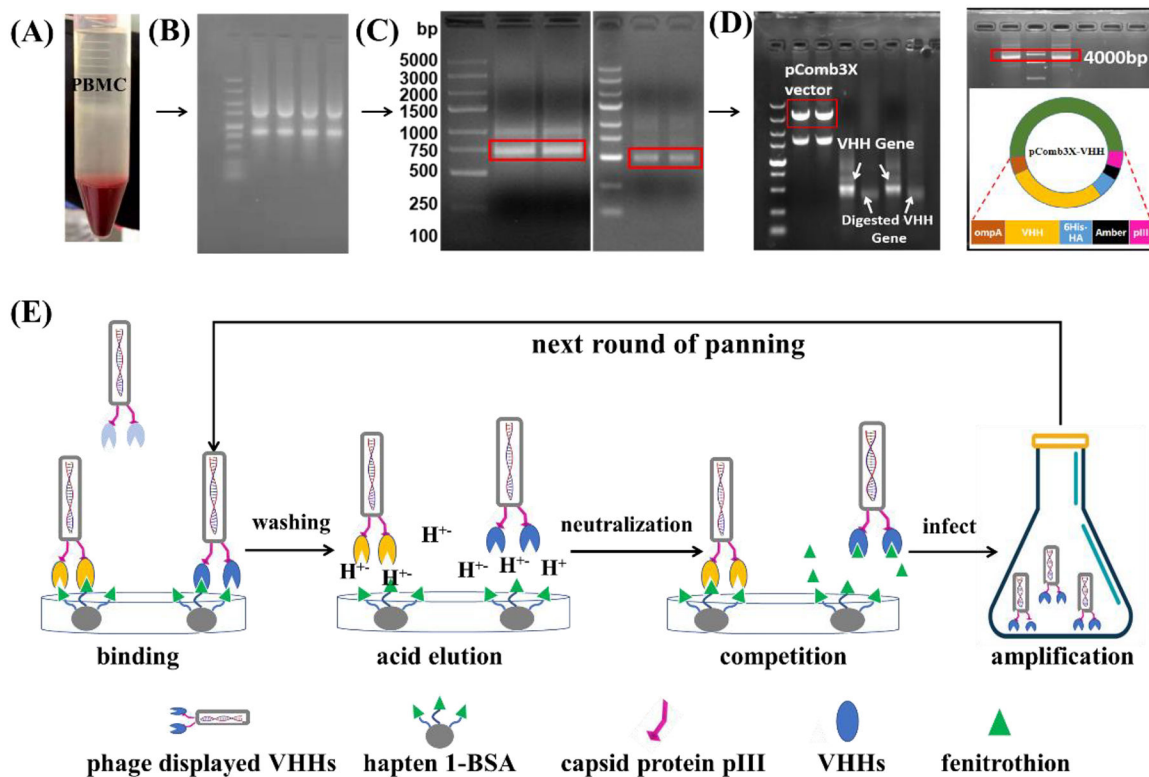 (A)
PBMC
(B)
(C)
bp
5000
3000
2000
1500
1000
750
500
250
100
(D)
pComb3X
vector
VHH Gene
Digested VHH
Gene
4000bp
pComb3X-VHH
ompA
VHH
6His-
HA
Amber
pIII
(E)
next round of panning
washing
H+-
H+-
H+-
H+-
H+-
H+
neutralization
infect
binding
acid elution
competition
amplification
phage displayed VHHs
hapten 1-BSA
capsid protein pIII
VHHs
fenitrothion